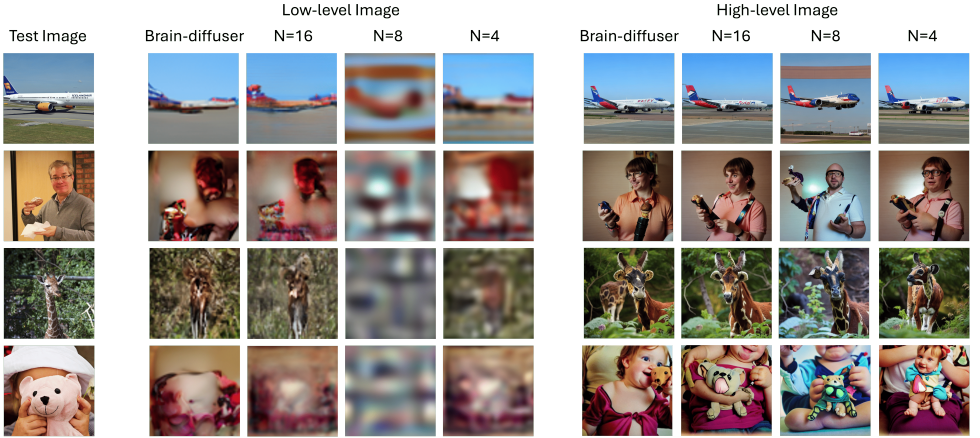 Low-level Image
High-level Image
Test Image
Brain-diffuser
N=16
N=8
N=4
Brain-diffuser
N=16
N=8
N=4